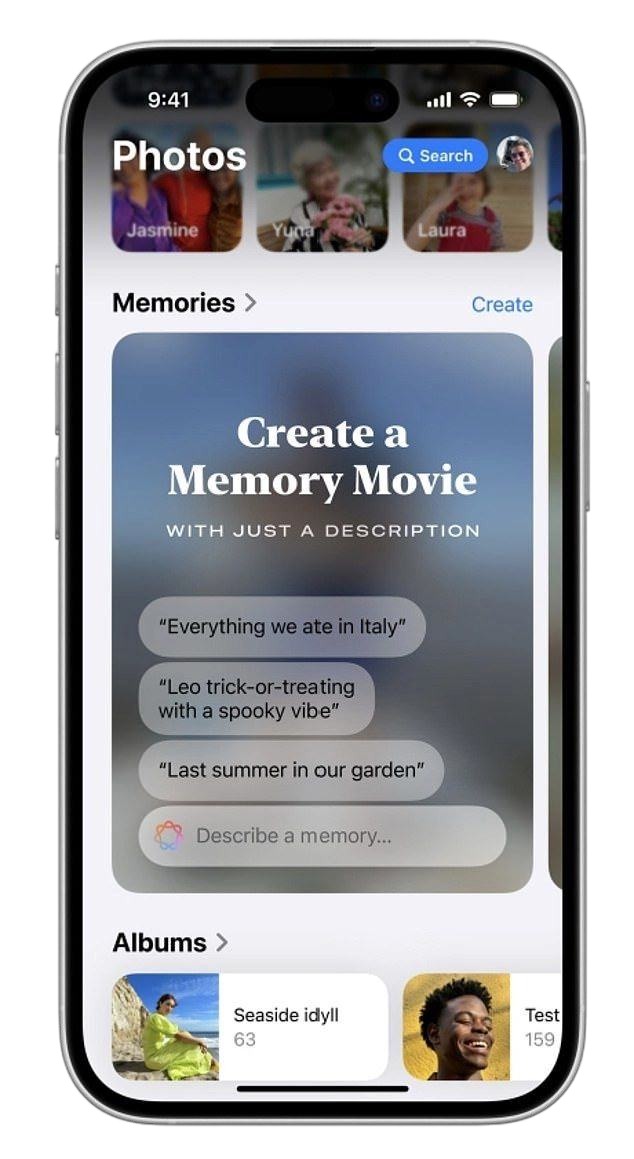 9:41
Photos
Search
Jasmine
Yuna
Laura
Memories
Create
Create a
Memory Movie
WITH JUST A DESCRIPTION
“Everything we ate in Italy”
“Leo trick-or-treating
with a spooky vibe”
“Last summer in our garden”
Describe a memory...
Albums
Seaside idyll
63
Test
159